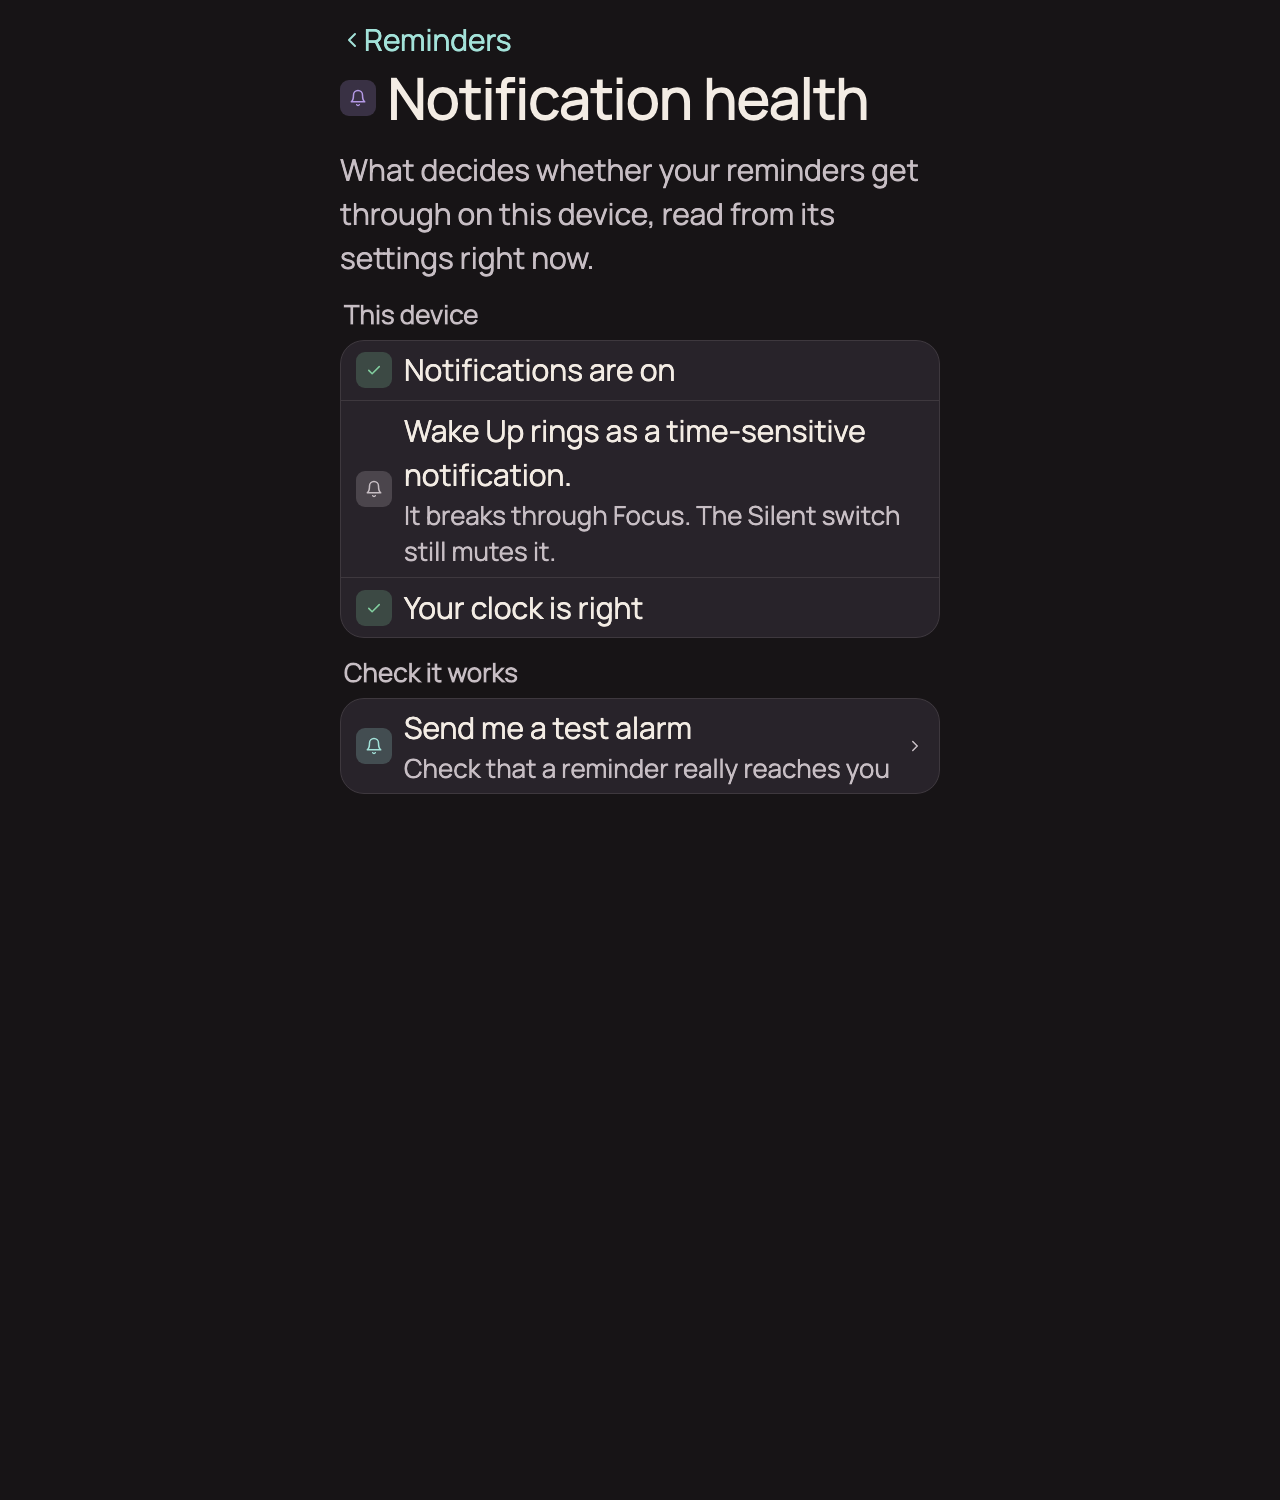 Reminders
Notification health
What decides whether your reminders get
through on this device, read from its
settings right now.
This device
Notifications are on
Wake Up rings as a time-sensitive
notification.
It breaks through Focus. The Silent switch
still mutes it.
Your clock is right
Check it works
Send me a test alarm
Check that a reminder really reaches you